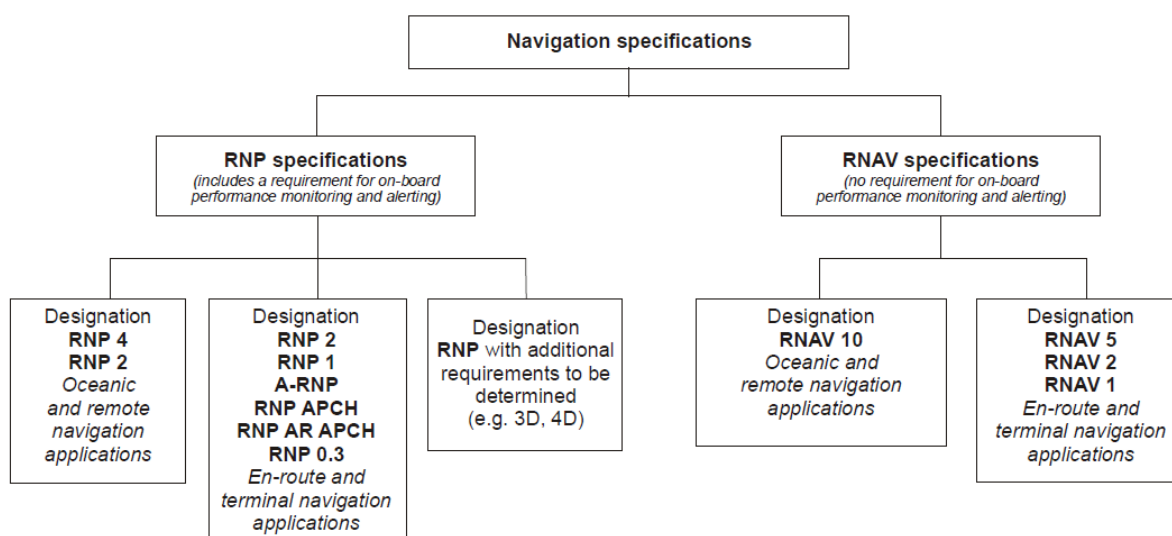 Navigation specifications
RNP specifications
(includes a requirement for on-board
performance monitoring and alerting)
RNAV specifications
(no requirement for on-board
performance monitoring and alerting)
Designation
RNP 4
RNP 2
Oceanic
and remote
navigation
applications
Designation
RNP 2
RNP 1
A-RNP
RNP APCH
RNP AR APCH
RNP 0.3
En-route and
terminal navigation
applications
Designation
RNP with additional
requirements to be
determined
(e.g. 3D, 4D)
Designation
RNAV 10
Oceanic and
remote navigation
applications
Designation
RNAV 5
RNAV 2
RNAV 1
En-route and
terminal navigation
applications